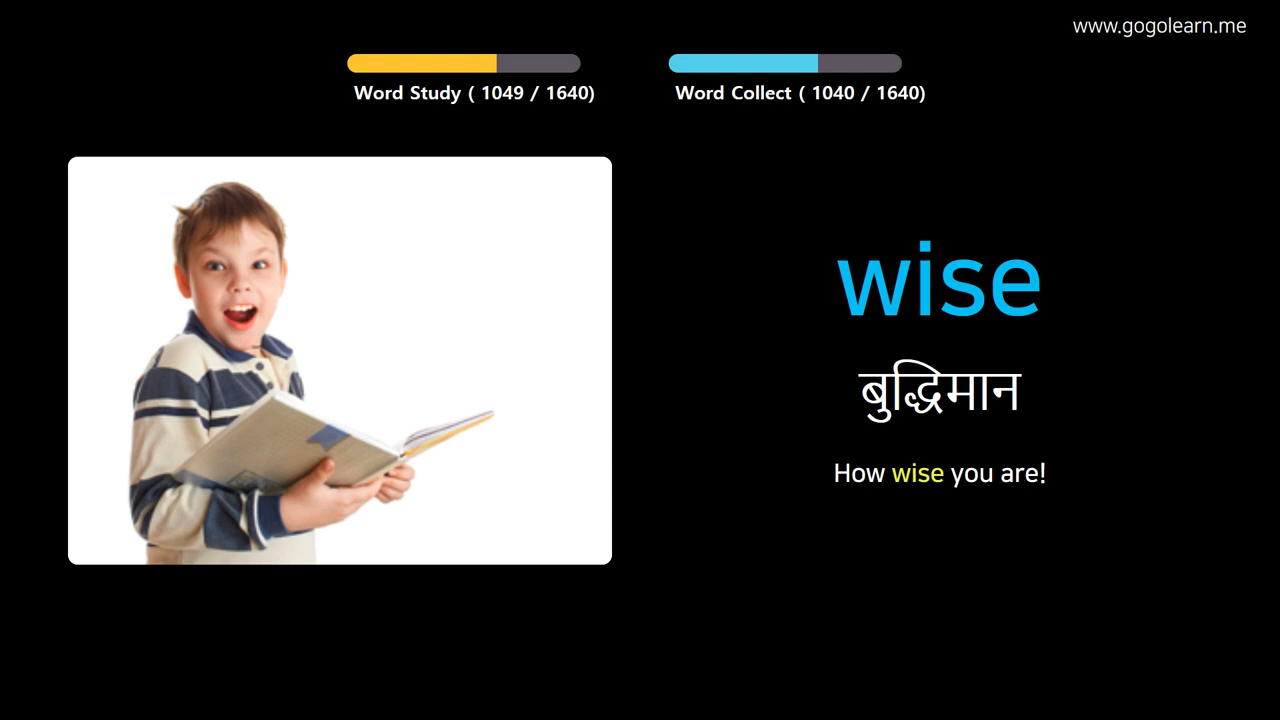 www.gogolearn.me
Word Study ( 1049 / 1640)
Word Collect ( 1040 / 1640)
wise
बुद्धिमान
How wise you are!